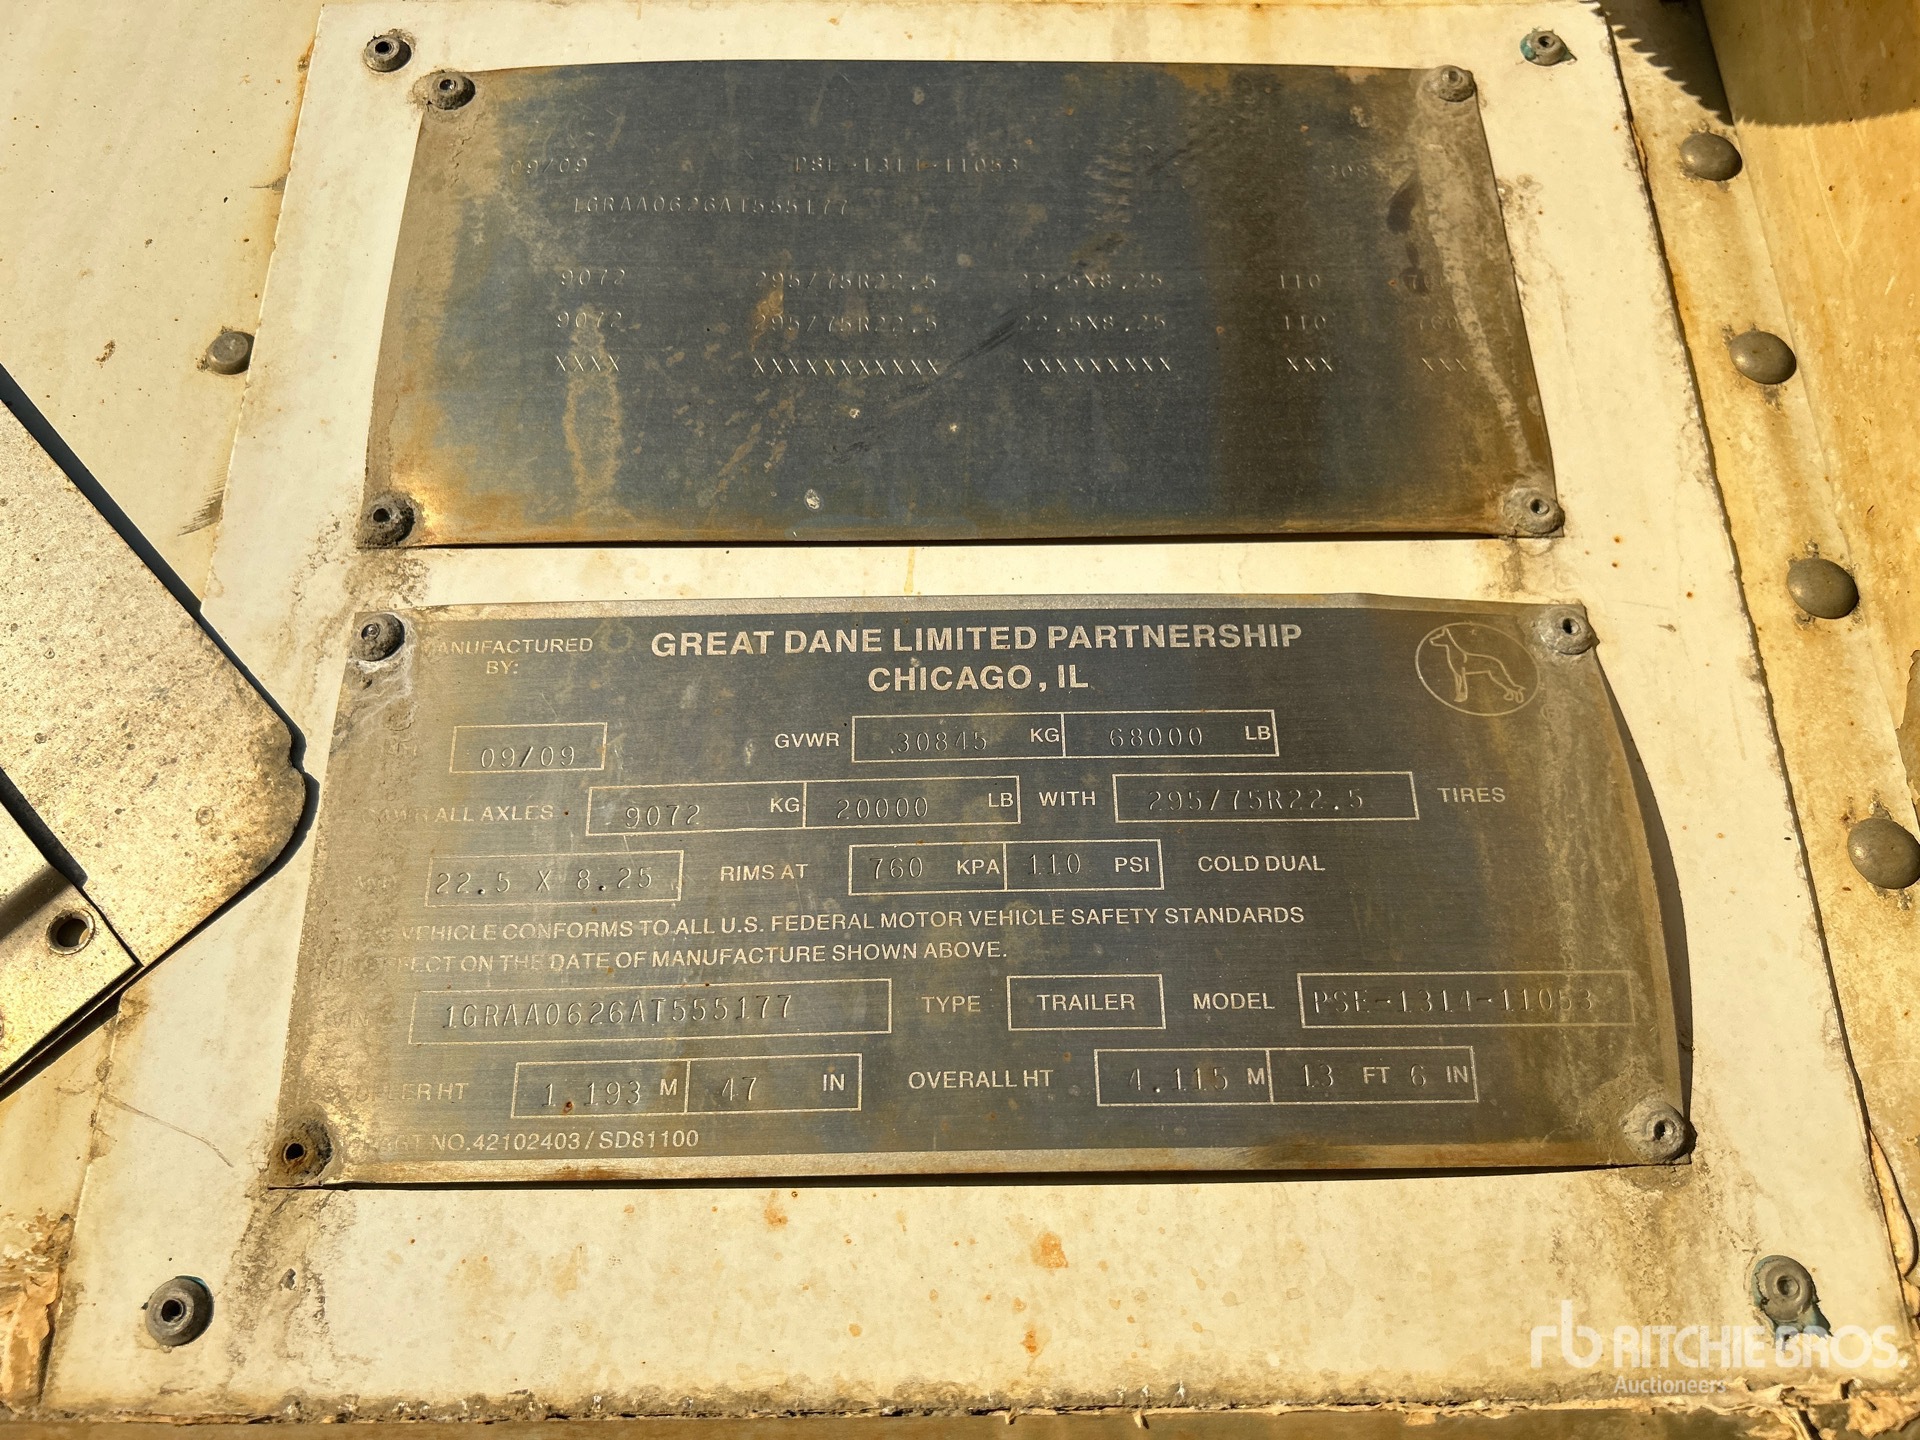 09/09 PSE-1314-11053
1GRAA0626AT555177
9072 295/75R22.5 22.5X8.25 110
9072 295/75R22.5 22.5X8.25 110 760
XXXX XXXXXXXXXXX XXXXXXXXX XXX XXX
MANUFACTURED BY: GREAT DANE LIMITED PARTNERSHIP
CHICAGO, IL
09/09 GVWR 30845 KG 68000 LB
ALL AXLES 9072 KG 20000 LB WITH 295/75R22.5 TIRES
22.5 X 8.25 RIMS AT 760 KPA 110 PSI COLD DUAL
VEHICLE CONFORMS TO ALL U.S. FEDERAL MOTOR VEHICLE SAFETY STANDARDS
ON THE DATE OF MANUFACTURE SHOWN ABOVE.
VIN 1GRAA0626AT555177 TYPE TRAILER MODEL PSE-1314-11053
HT 1.193 M 47 IN OVERALL HT 4.115 M 13 FT 6 IN
NO.42102403/SD81100
rb RITCHIE BROS.
Auctioneers